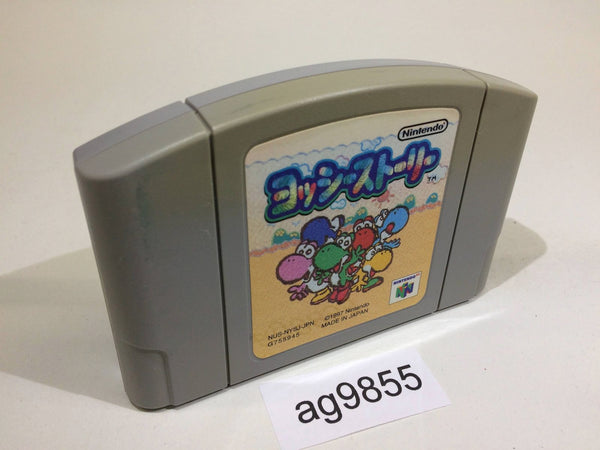 Nintendo
ヨッシーストーリー
TM
NINTENDO
NUS-NYSJ-JPN
©1997 Nintendo
G755945
MADE IN JAPAN
ag9855